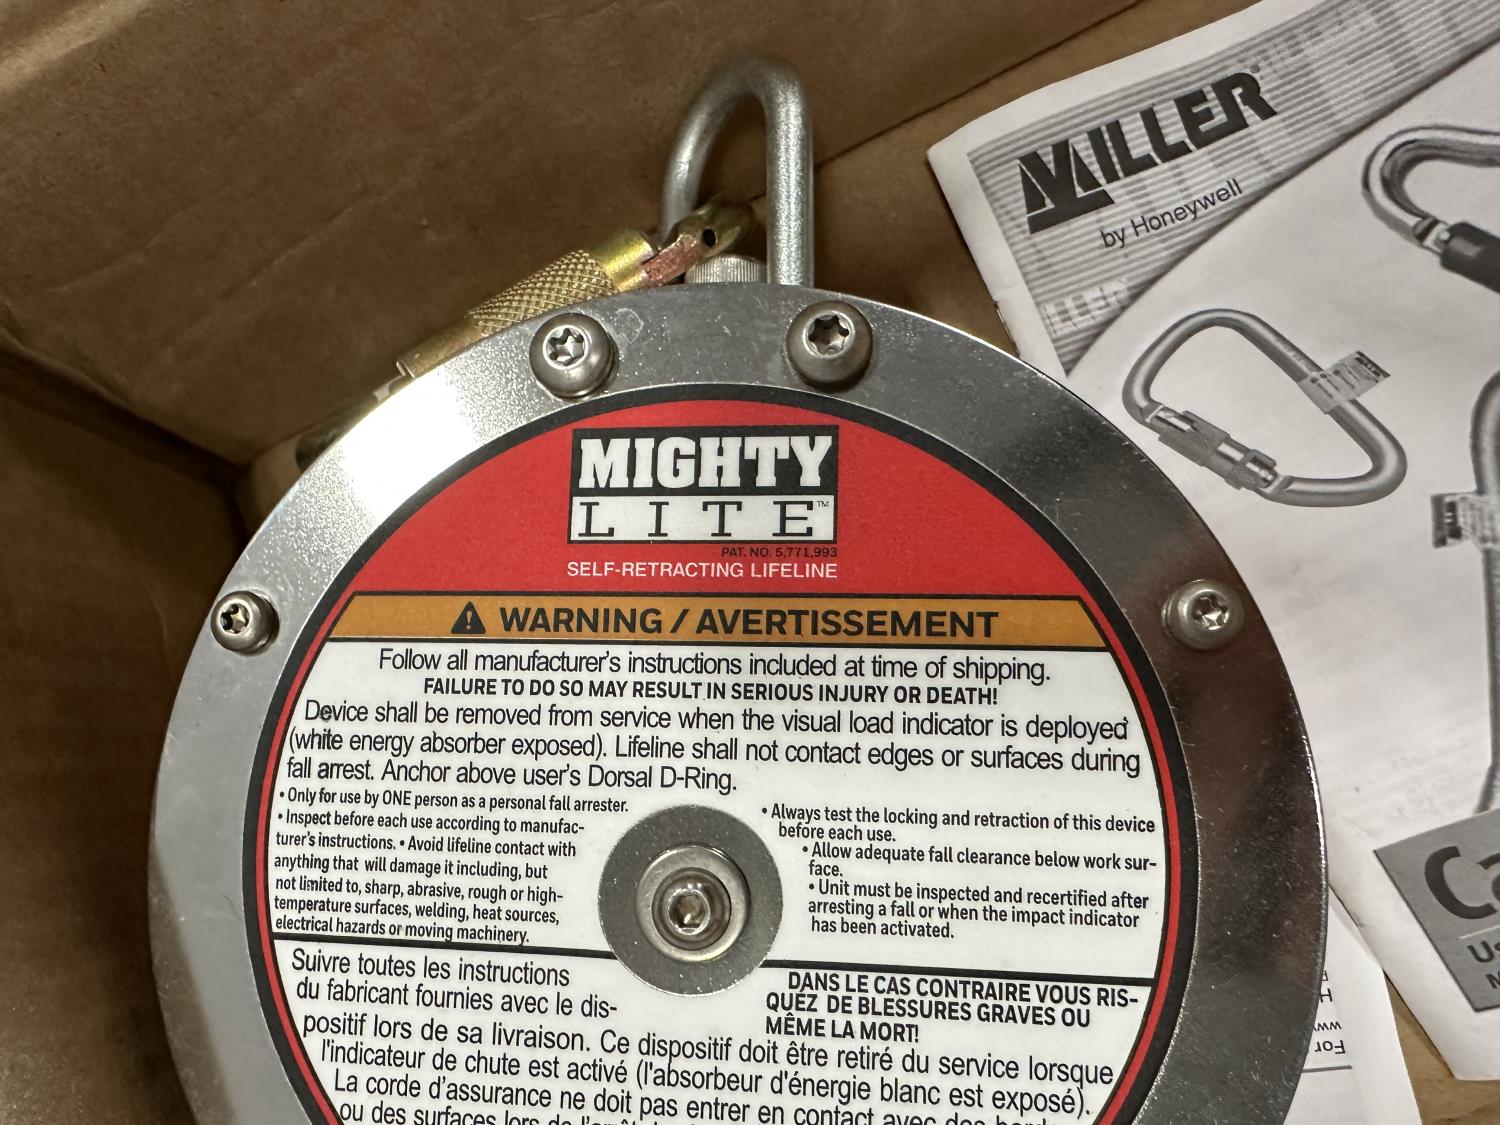 MILLER®
by Honeywell
MILLER
MIGHTY
LITE™
PAT. NO. 5,771,993
SELF-RETRACTING LIFELINE
WARNING / AVERTISSEMENT
Follow all manufacturer's instructions included at time of shipping.
FAILURE TO DO SO MAY RESULT IN SERIOUS INJURY OR DEATH!
Device shall be removed from service when the visual load indicator is deployed
(white energy absorber exposed). Lifeline shall not contact edges or surfaces during
fall arrest. Anchor above user's Dorsal D-Ring.
• Only for use by ONE person as a personal fall arrester.
• Inspect before each use according to manufac-
turer's instructions. • Avoid lifeline contact with
anything that will damage it including, but
not limited to, sharp, abrasive, rough or high-
temperature surfaces, welding, heat sources,
electrical hazards or moving machinery.
• Always test the locking and retraction of this device
before each use.
• Allow adequate fall clearance below work sur-
face.
• Unit must be inspected and recertified after
arresting a fall or when the impact indicator
has been activated.
Suivre toutes les instructions
du fabricant fournies avec le dis-
positif lors de sa livraison. Ce dispositif doit être retiré du service lorsque
l'indicateur de chute est activé (l'absorbeur d'énergie blanc est exposé).
La corde d'assurance ne doit pas entrer en contact avec des
ou des surfaces lors de
DANS LE CAS CONTRAIRE VOUS RIS-
QUEZ DE BLESSURES GRAVES OU
MÊME LA MORT!
Ca
Us
For
www